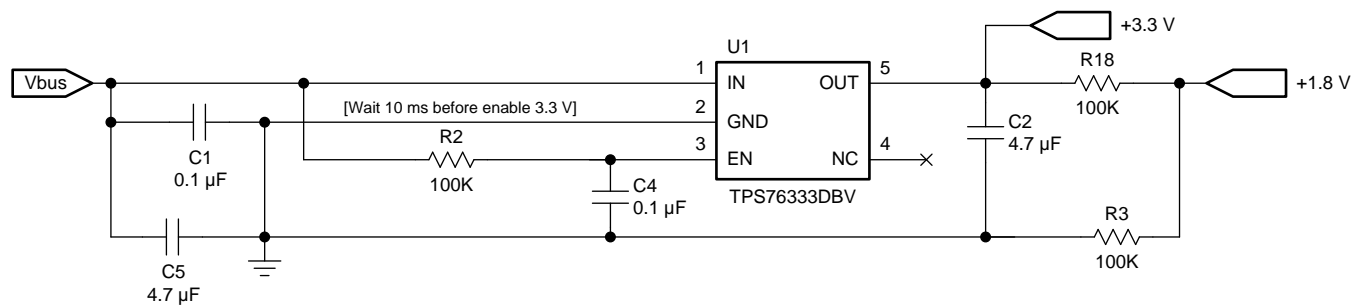 +3.3 V
U1
R18
Vbus
1
IN
OUT
5
+1.8 V
100K
[Wait 10 ms before enable 3.3 V]
2
GND
C2
4.7 µF
R2
3
EN
NC
4
C1
0.1 µF
100K
C4
0.1 µF
TPS76333DBV
R3
C5
4.7 µF
100K